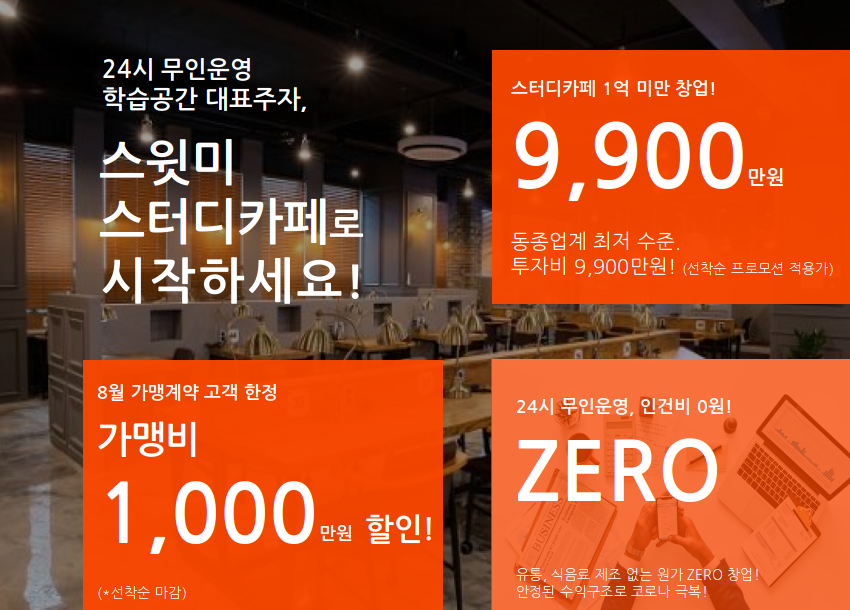 24시 무인운영
학습공간 대표주자,
스윗미
스터디카페로
시작하세요!
스터디카페 1억 미만 창업!
9,900만원
동종업계 최저 수준.
투자비 9,900만원! (선착순 프로모션 적용가)
8월 가맹계약 고객 한정
가맹비
1,000만원 할인!
(*선착순 마감)
24시 무인운영, 인건비 0원!
ZERO
BUSINESS
유통, 식음료 제조 없는 원가 ZERO 창업!
안정된 수익구조로 코로나 극복!